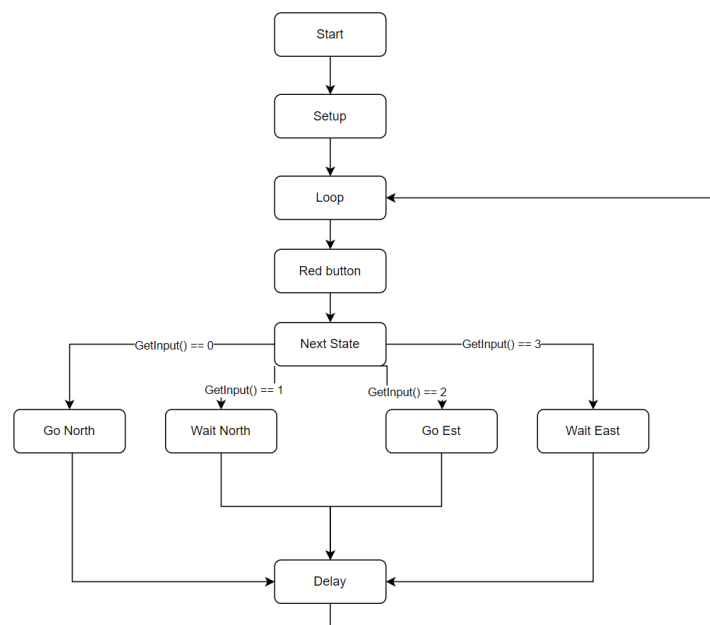 Start
Setup
Loop
Red button
Next State
GetInput() == 0
GetInput() == 3
GetInput() == 1
GetInput() == 2
Go North
Wait North
Go Est
Wait East
Delay